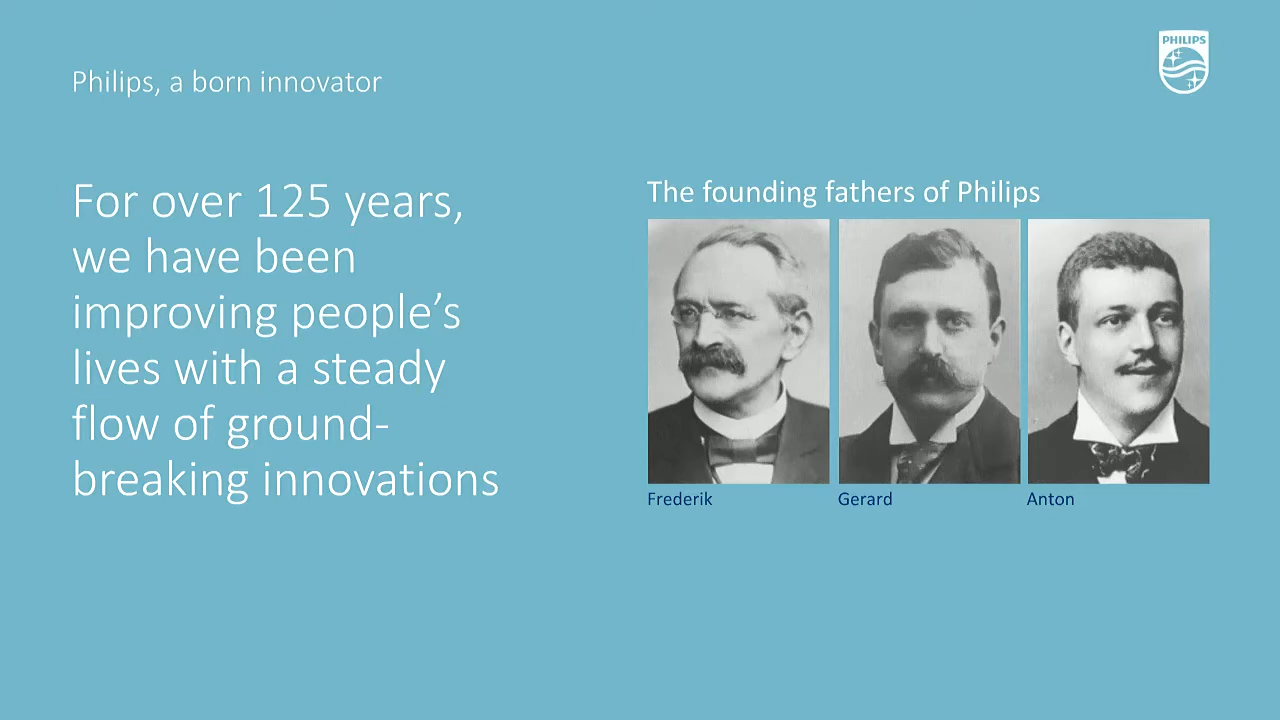 PHILIPS
Philips, a born innovator
For over 125 years,
we have been
improving people’s
lives with a steady
flow of ground-
breaking innovations
The founding fathers of Philips
Frederik
Gerard
Anton